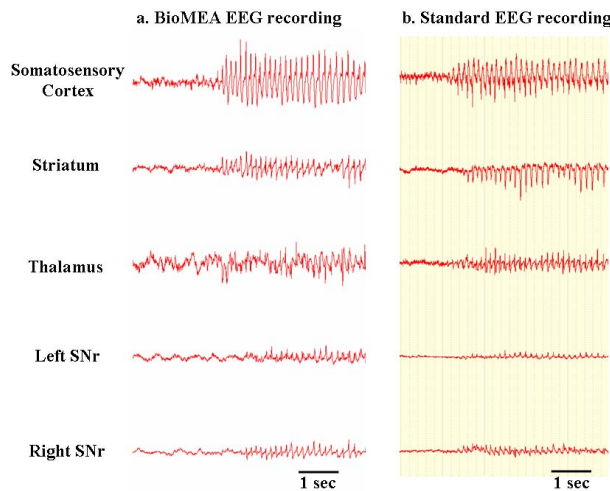 a. BioMEA EEG recording
b. Standard EEG recording
Somatosensory
Cortex
Striatum
Thalamus
Left SNr
Right SNr
1 sec
1 sec